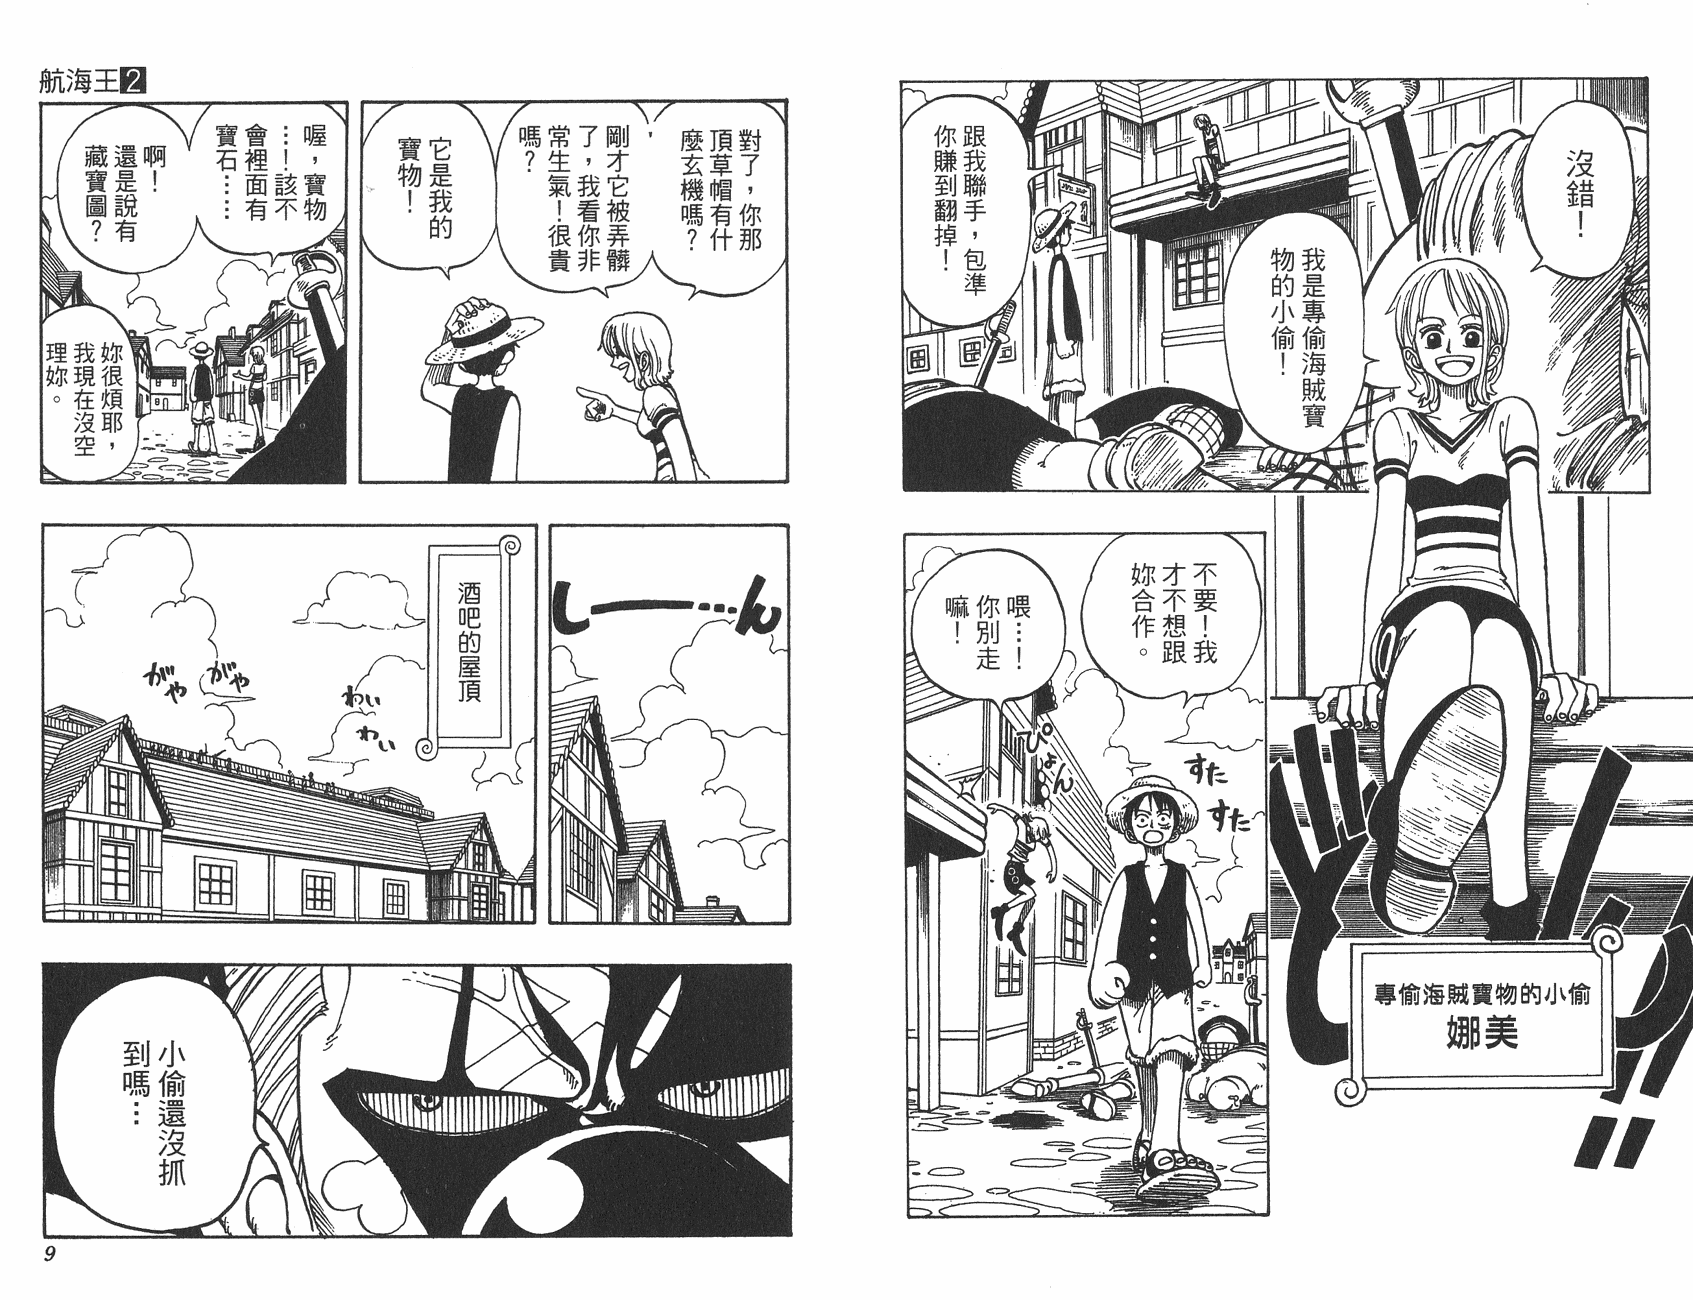 沒錯！
我是專偷海賊寶
物的小偷！
跟我聯手，包準
你賺到翻掉！
ど
ん
!!
專偷海賊寶物的小偷
娜美
不要！我
才不想跟
妳合作。
喂…！
你別走
嘛！
すた
すた
ぴょん
航海王2
對了，你那
頂草帽有什
麼玄機嗎？
剛才它被弄髒
了，我看你非
常生氣！很貴
嗎？
它是我的
寶物！
喔，寶物
…！該不
會裡面有
寶石……
啊！
還是說有
藏寶圖？
妳很煩耶，
我現在沒空
理妳。
しーー…ん
酒吧的屋頂
わい
わい
がや
がや
小偷還沒抓
到嗎…
9